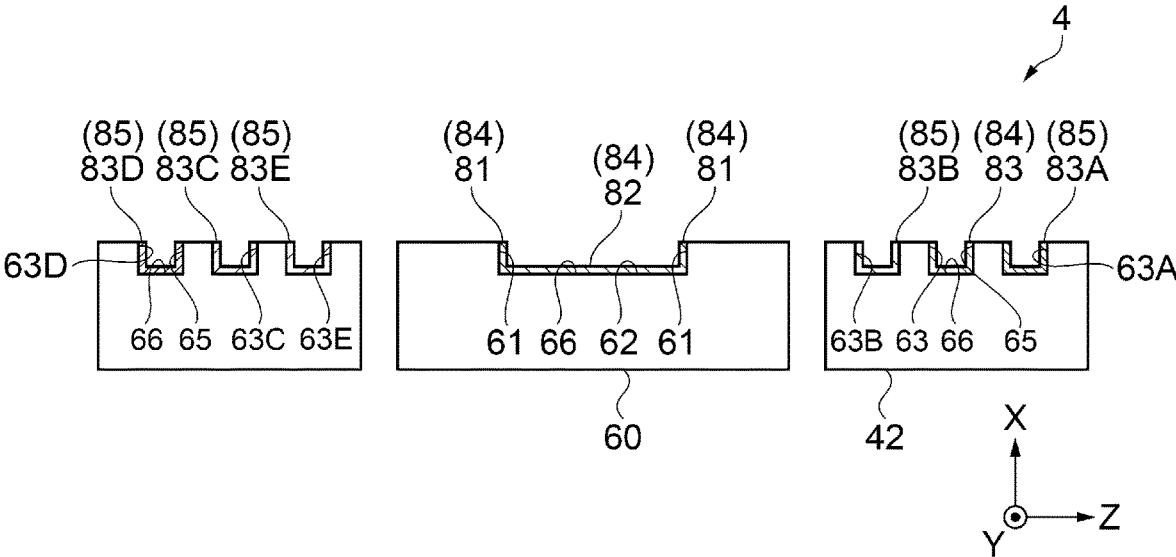 4
(85) (85) (85) (84) (84) (84) (85) (84) (85)
83D 83C 83E 81 82 81 83B 83 83A
63D 63A
66 65 63C 63E 61 66 62 61 63B 63 66 65
60 42
X
Y Z